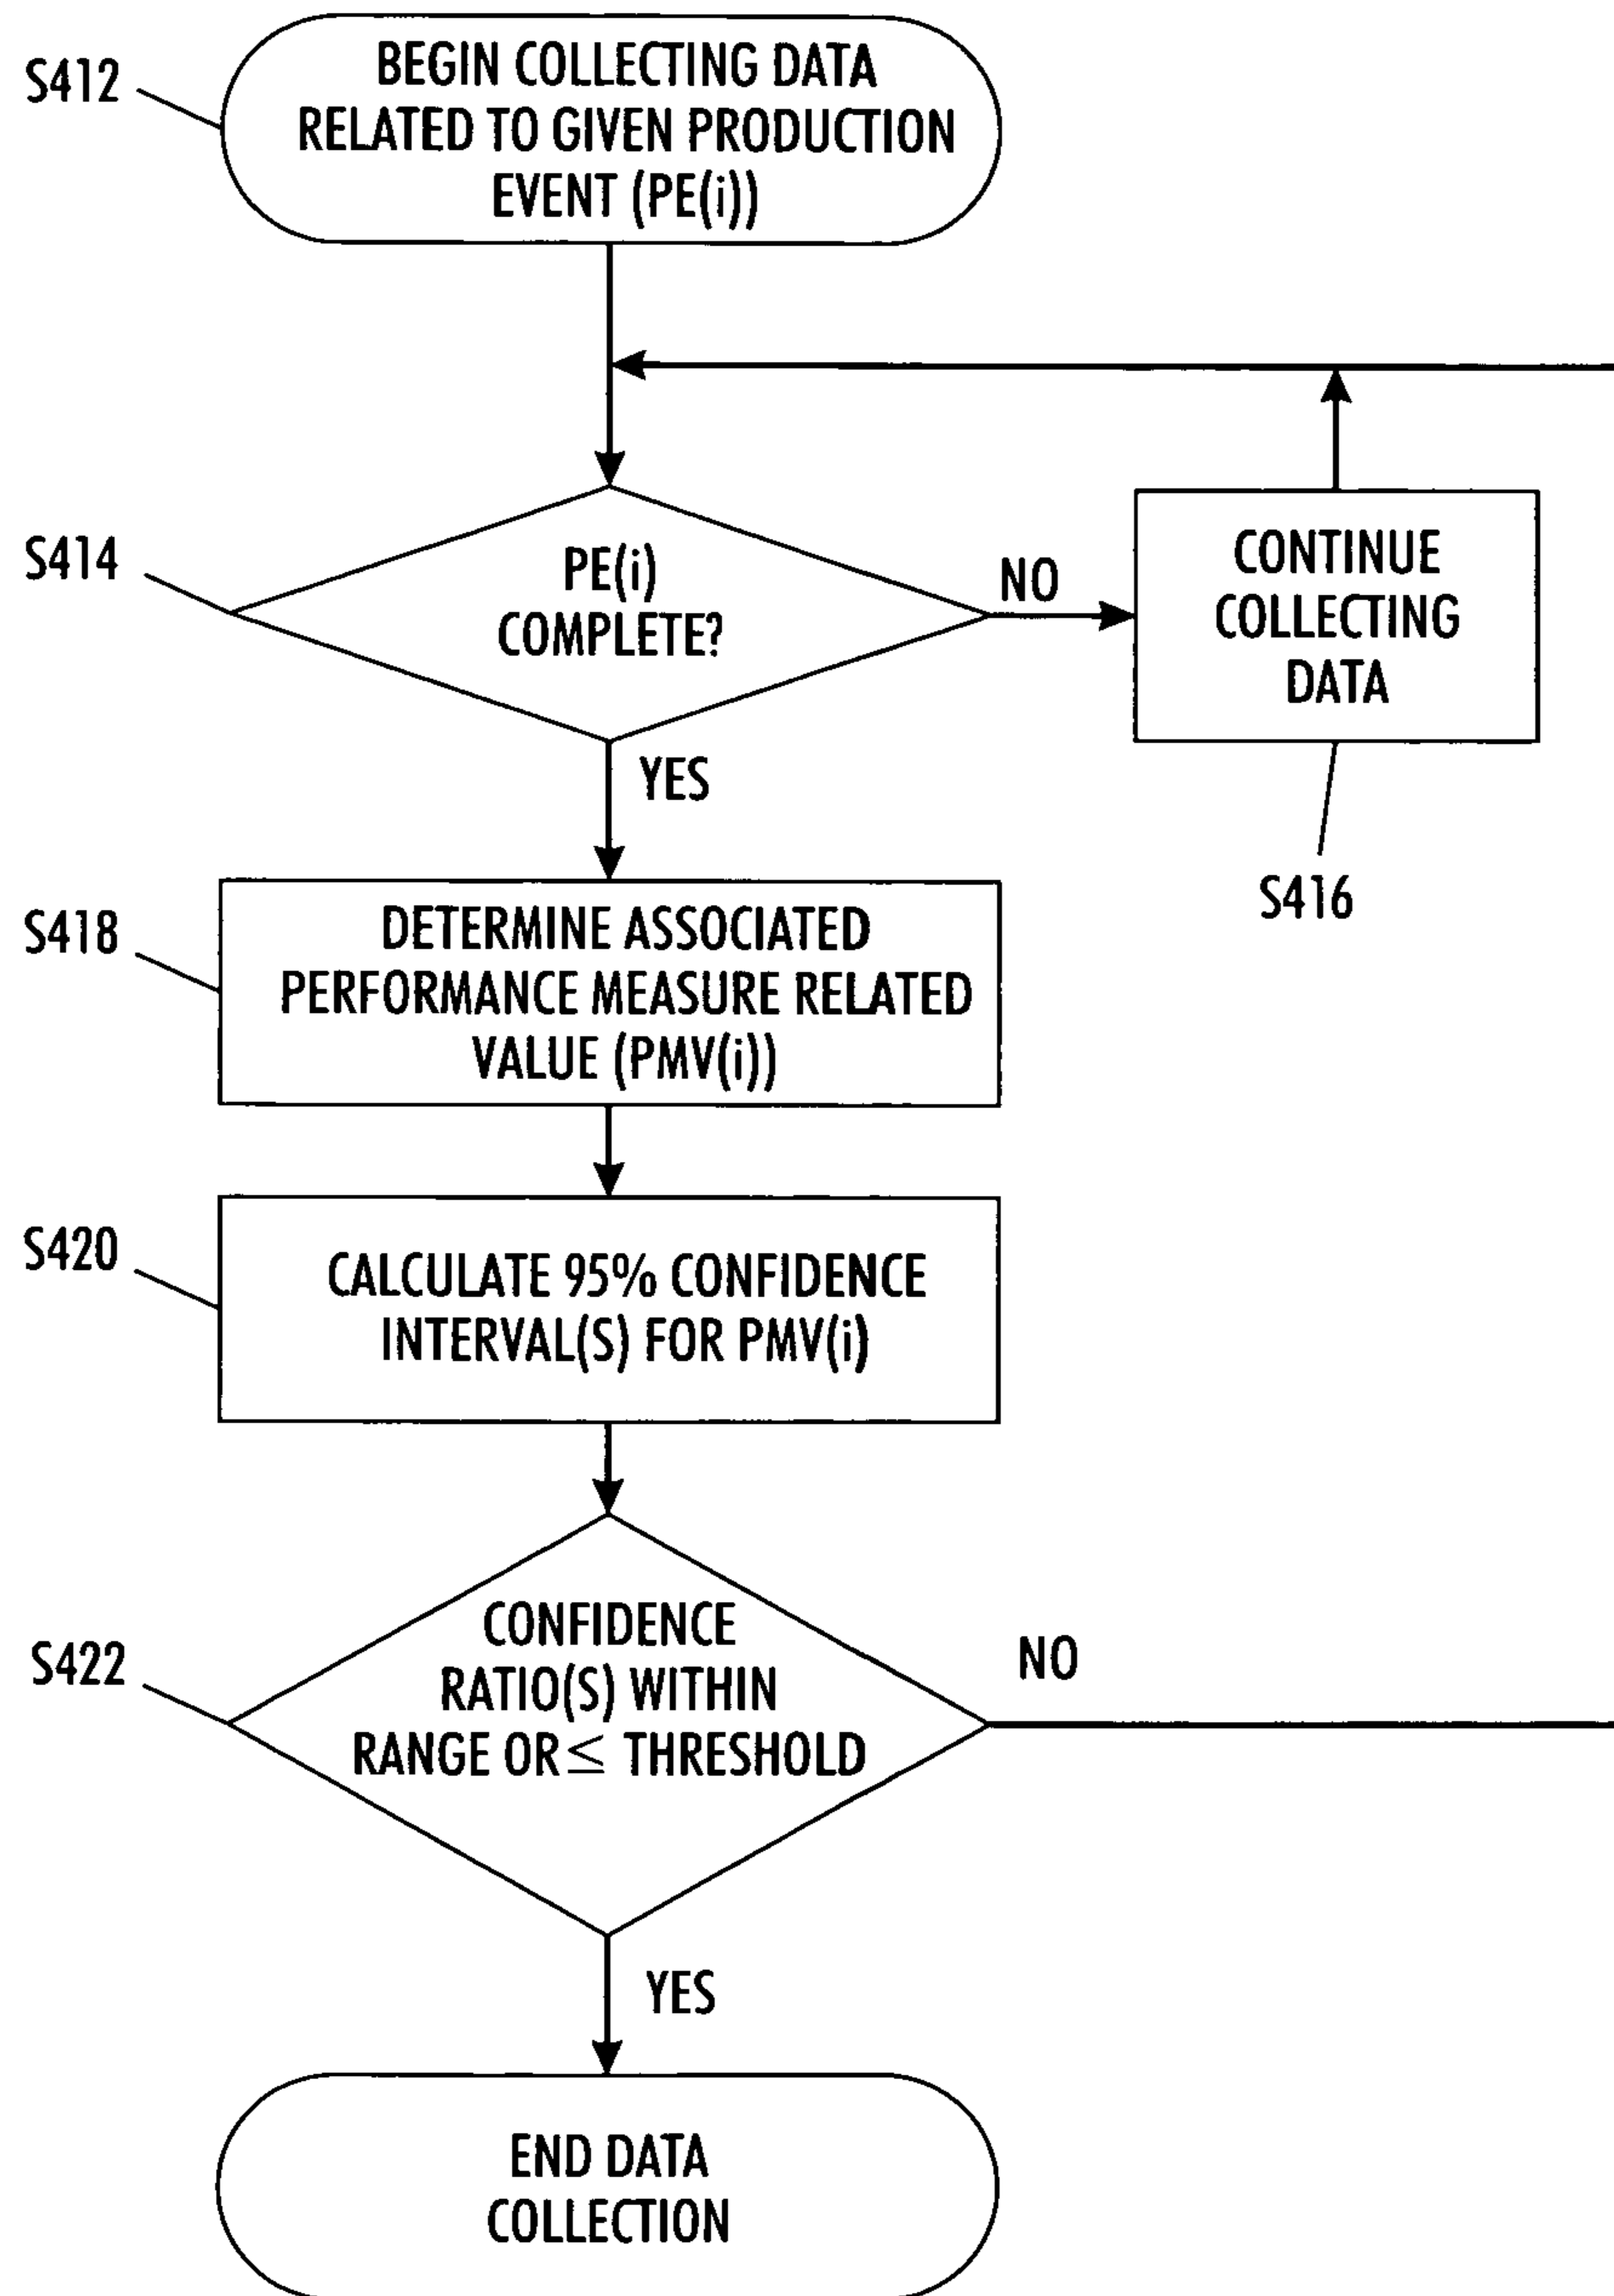 S412
BEGIN COLLECTING DATA
RELATED TO GIVEN PRODUCTION
EVENT (PE(i))
S414
PE(i)
COMPLETE?
NO
CONTINUE
COLLECTING
DATA
S416
YES
S418
DETERMINE ASSOCIATED
PERFORMANCE MEASURE RELATED
VALUE (PMV(i))
S420
CALCULATE 95% CONFIDENCE
INTERVAL(S) FOR PMV(i)
S422
CONFIDENCE
RATIO(S) WITHIN
RANGE OR ≤ THRESHOLD
NO
YES
END DATA
COLLECTION